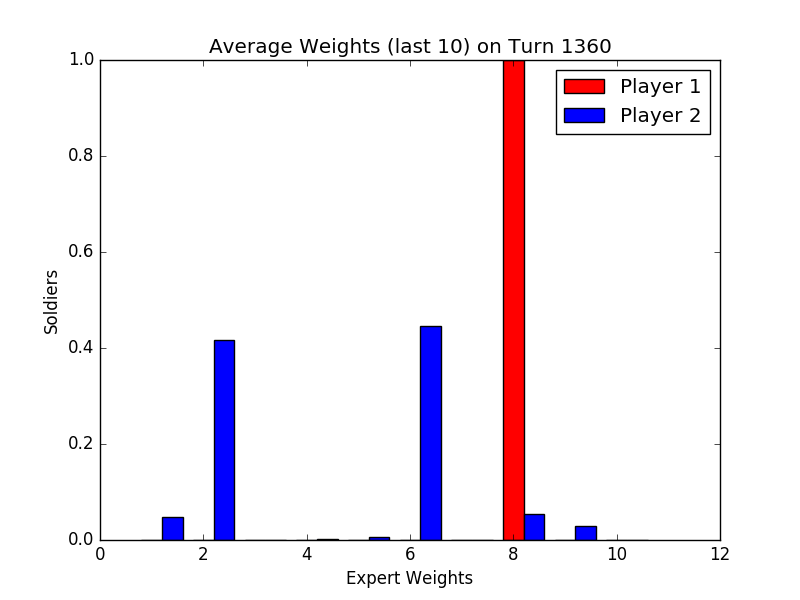 Average Weights (last 10) on Turn 1360
1.0
0.8
0.6
0.4
0.2
0.0
Soldiers
Player 1
Player 2
0 2 4 6 8 10 12
Expert Weights